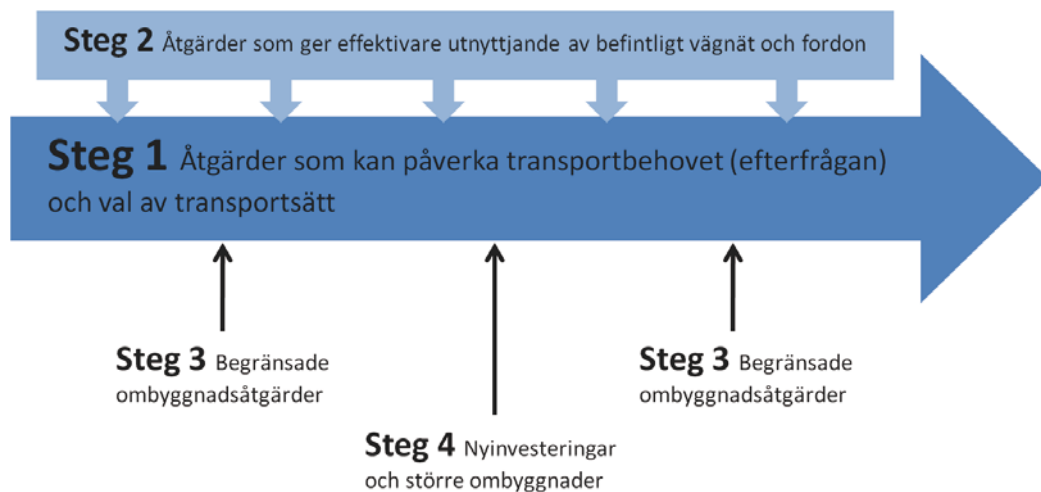 Steg 2 Åtgärder som ger effektivare utnyttjande av befintligt vägnät och fordon
Steg 1 Åtgärder som kan påverka transportbehovet (efterfrågan)
och val av transportsätt
Steg 3 Begränsade
ombyggnadsåtgärder
Steg 3 Begränsade
ombyggnadsåtgärder
Steg 4 Nyinvesteringar
och större ombyggnader